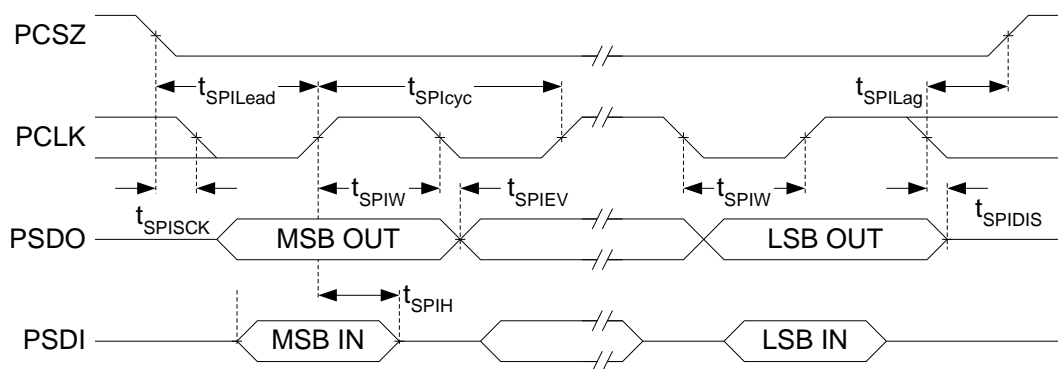 PCSZ
tSPILead
tSPIcyc
tSPILag
PCLK
tSPIW
tSPIEV
tSPIW
tSPISCK
tSPIDIS
PSDO
MSB OUT
LSB OUT
tSPIH
PSDI
MSB IN
LSB IN